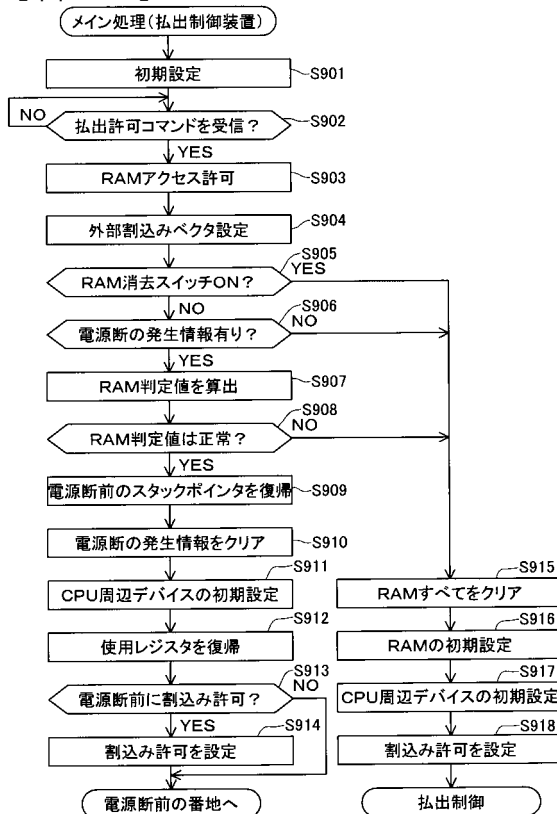 メイン処理(払出制御装置)
初期設定
S901
NO
払出許可コマンドを受信?
S902
YES
RAMアクセス許可
S903
外部割込みベクタ設定
S904
RAM消去スイッチON?
S905
YES
NO
電源断の発生情報有り?
S906
NO
YES
RAM判定値を算出
S907
RAM判定値は正常?
S908
NO
YES
電源断前のスタックポインタを復帰
S909
電源断の発生情報をクリア
S910
CPU周辺デバイスの初期設定
S911
使用レジスタを復帰
S912
電源断前に割込み許可?
S913
NO
YES
割込み許可を設定
S914
電源断前の番地へ
RAMすべてをクリア
S915
RAMの初期設定
S916
CPU周辺デバイスの初期設定
S917
割込み許可を設定
S918
払出制御